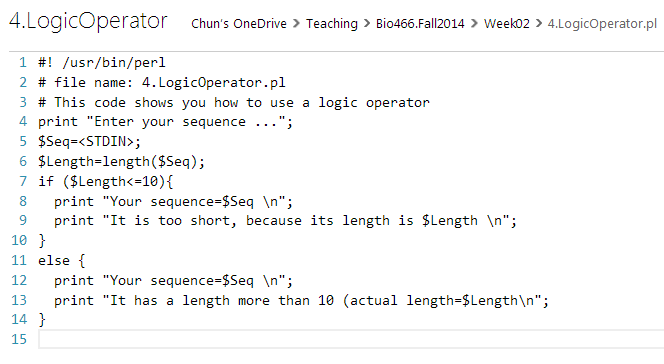 4.LogicOperator Chun's OneDrive > Teaching > Bio466.Fall2014 > Week02 > 4.LogicOperator.pl
1 #! /usr/bin/perl
2 # file name: 4.LogicOperator.pl
3 # This code shows you how to use a logic operator
4 print "Enter your sequence ...";
5 $Seq=<STDIN>;
6 $Length=length($Seq);
7 if ($Length<=10){
8   print "Your sequence=$Seq \n";
9   print "It is too short, because its length is $Length \n";
10 }
11 else {
12   print "Your sequence=$Seq \n";
13   print "It has a length more than 10 (actual length=$Length\n";
14 }
15